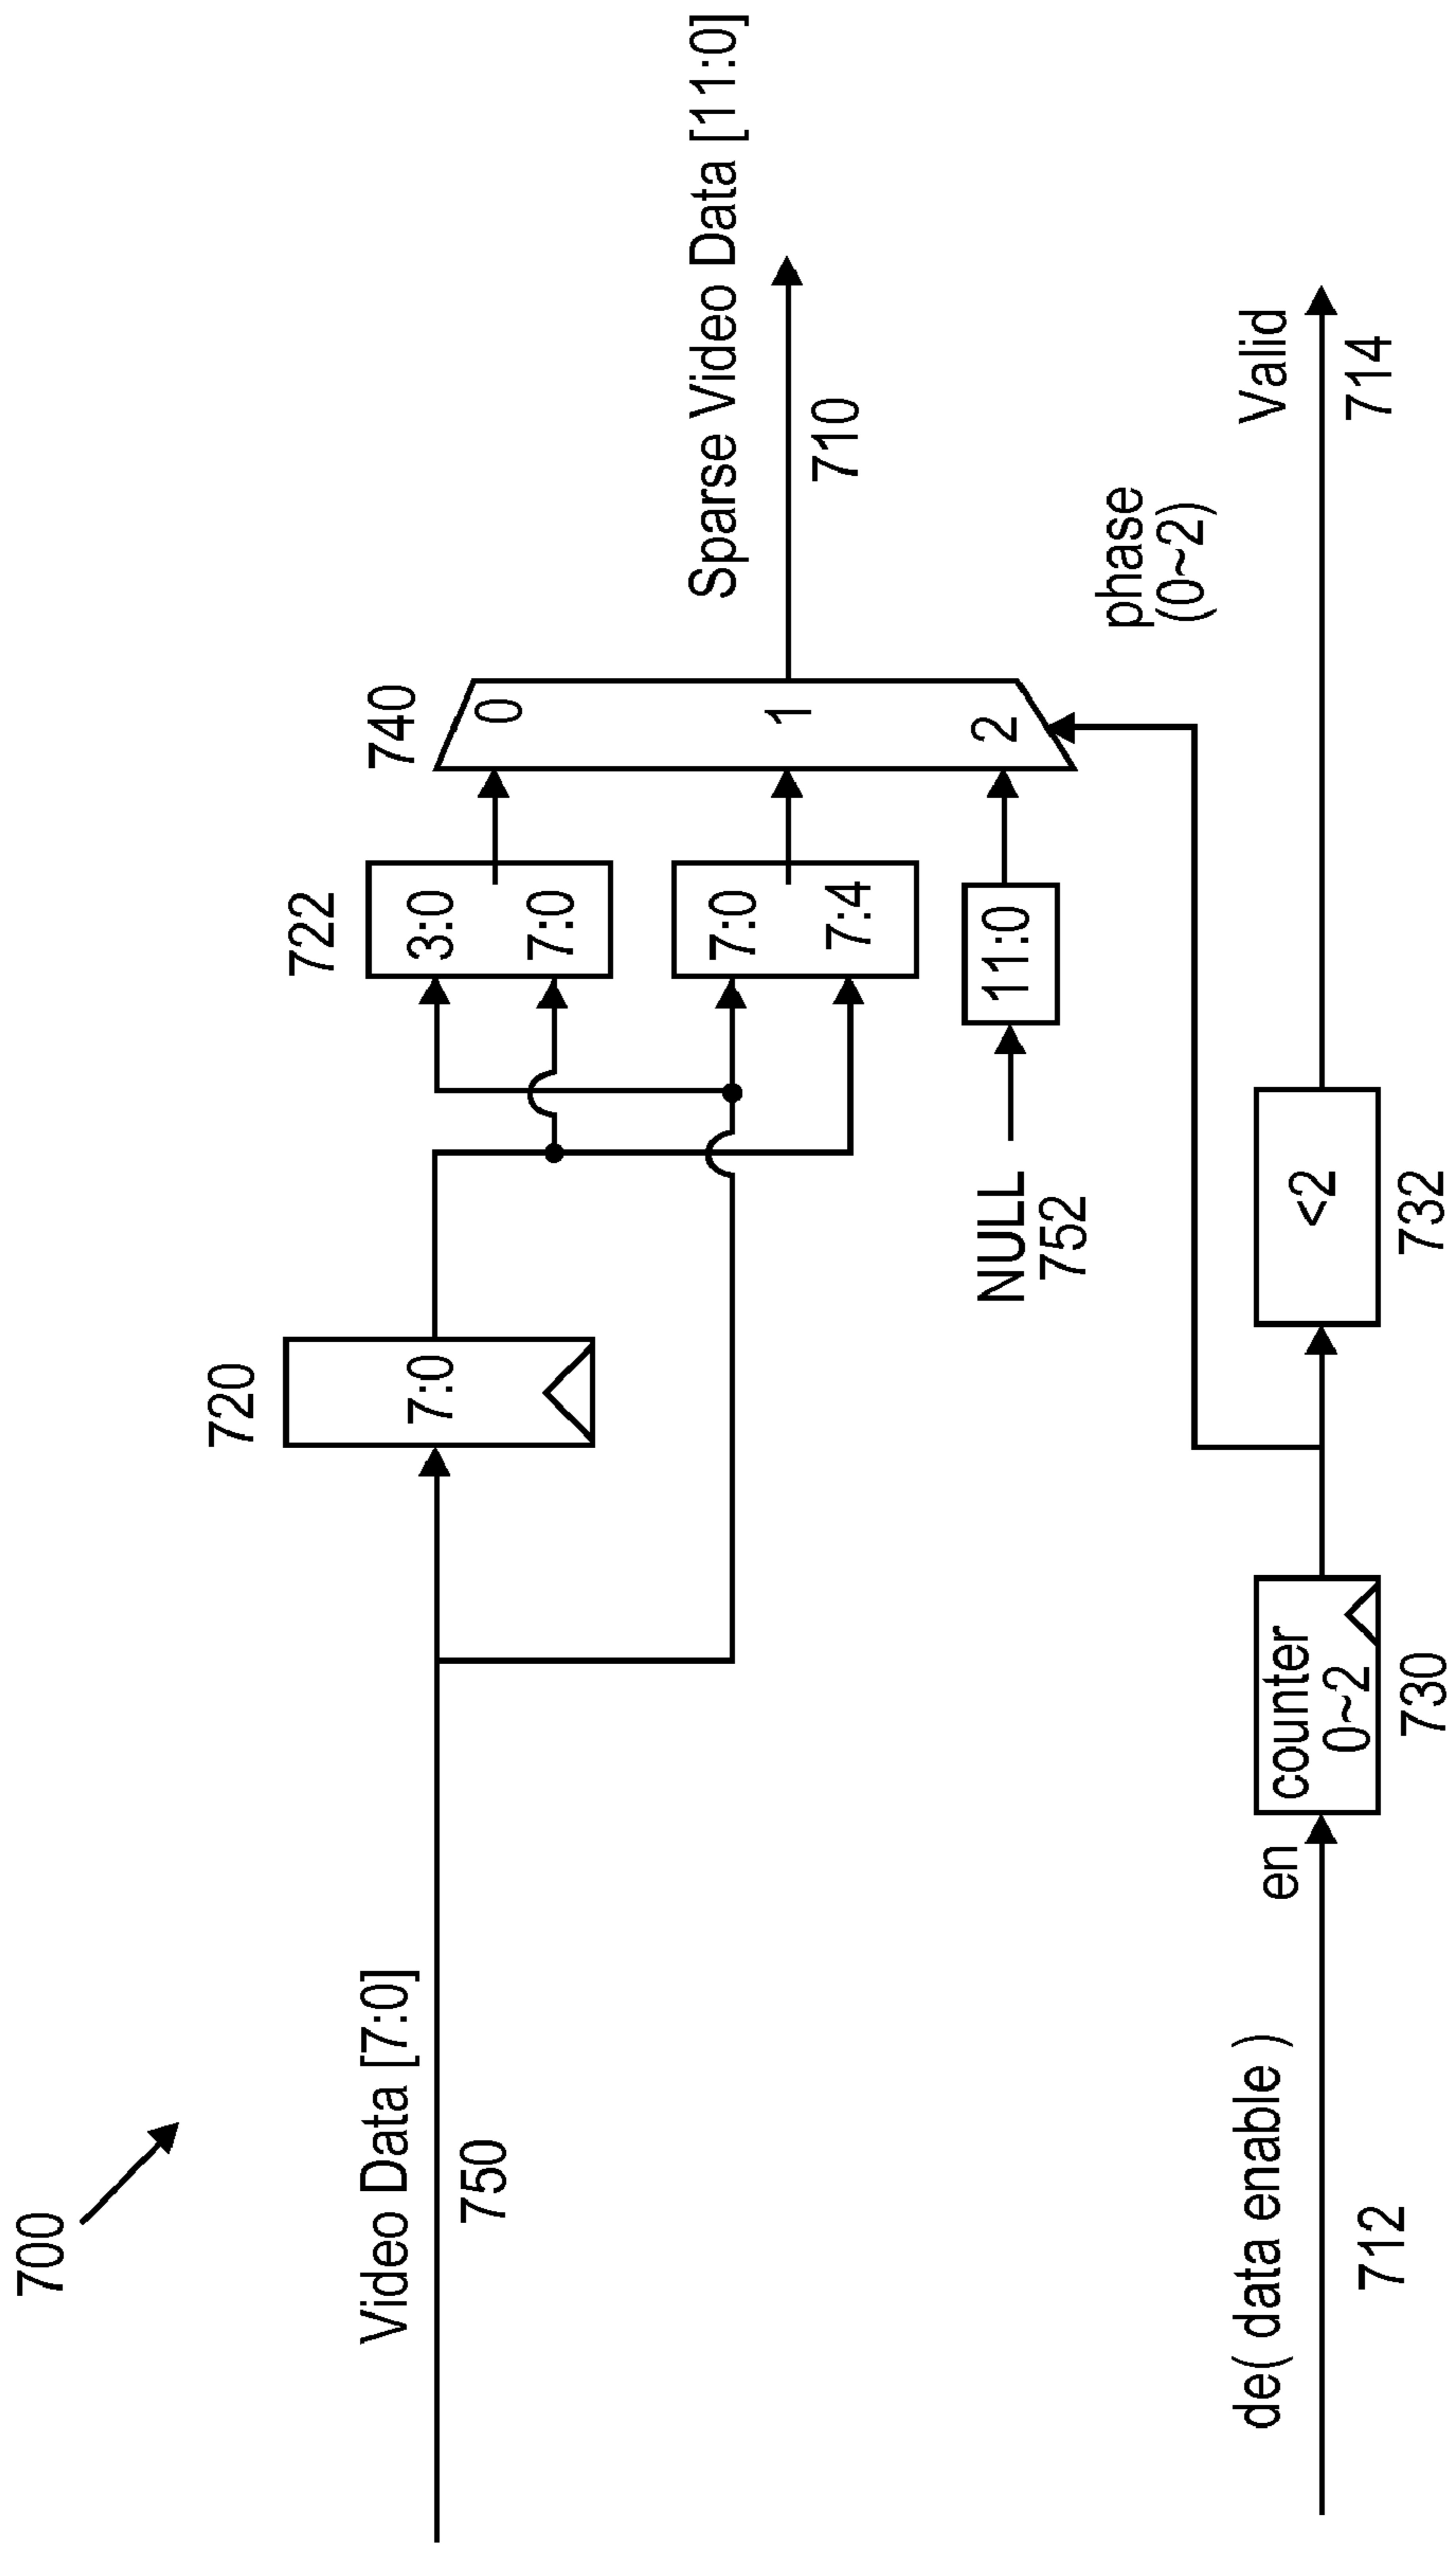 700
Video Data [7:0]
750
720
7:0
722
3:0
7:0
7:0
7:4
NULL
752
11:0
740
0
1
2
Sparse Video Data [11:0]
710
de( data enable )
712
en
counter
0~2
730
<2
732
phase
(0~2)
Valid
714